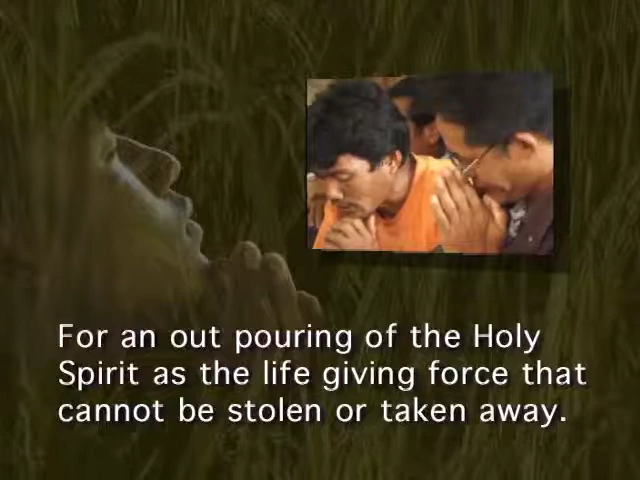 For an out pouring of the Holy
Spirit as the life giving force that
cannot be stolen or taken away.